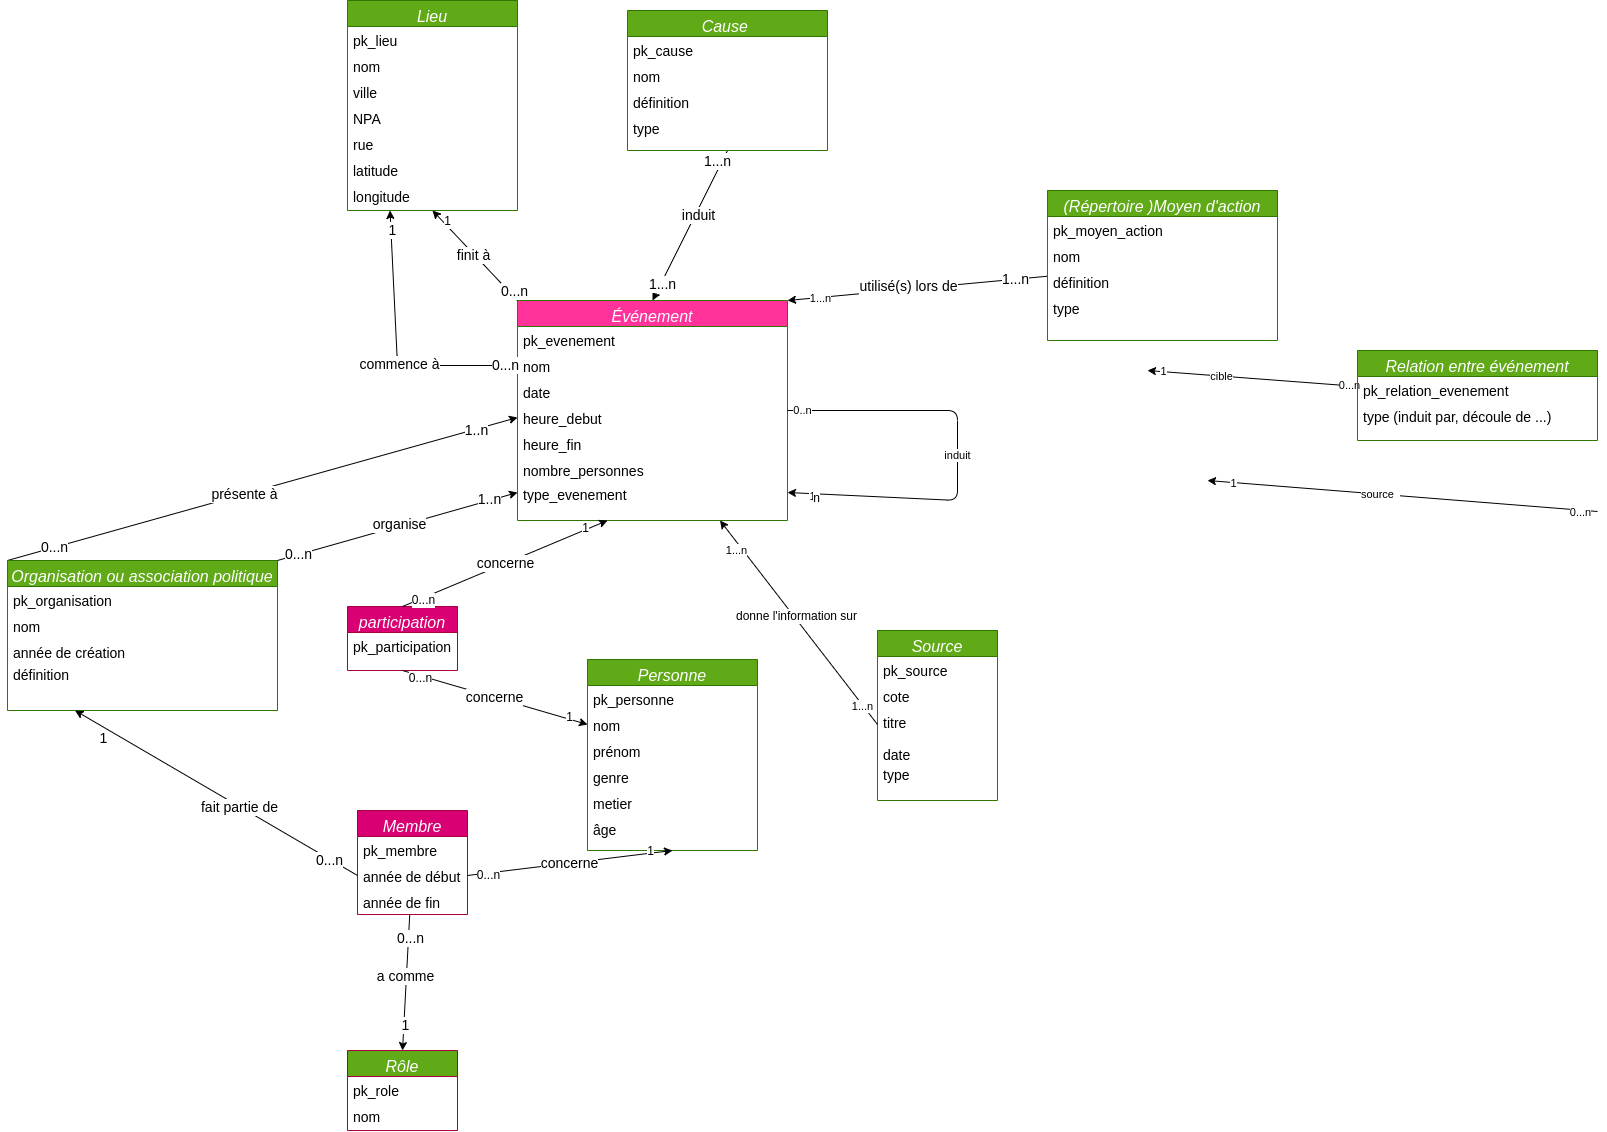 Lieu
pk_lieu
nom
ville
NPA
rue
latitude
longitude
Cause
pk_cause
nom
définition
type
1...n
induit
1...n
1
finit à
0...n
1
commence à
0...n
(Répertoire )Moyen d'action
pk_moyen_action
nom
définition
type
1...n
utilisé(s) lors de
1...n
Événement
pk_evenement
nom
date
heure_debut
heure_fin
nombre_personnes
type_evenement
0..n
induit
n
Relation entre événement
pk_relation_evenement
type (induit par, découle de ...)
1
cible
0...n
1
source
0...n
1..n
présente à
0...n
1..n
organise
0...n
Organisation ou association politique
pk_organisation
nom
année de création
définition
1
concerne
0...n
participation
pk_participation
0...n
concerne
1
Personne
pk_personne
nom
prénom
genre
metier
âge
1...n
donne l'information sur
1...n
Source
pk_source
cote
titre
date
type
1
fait partie de
0...n
Membre
pk_membre
année de début
année de fin
0...n
concerne
1
0...n
a comme
1
Rôle
pk_role
nom